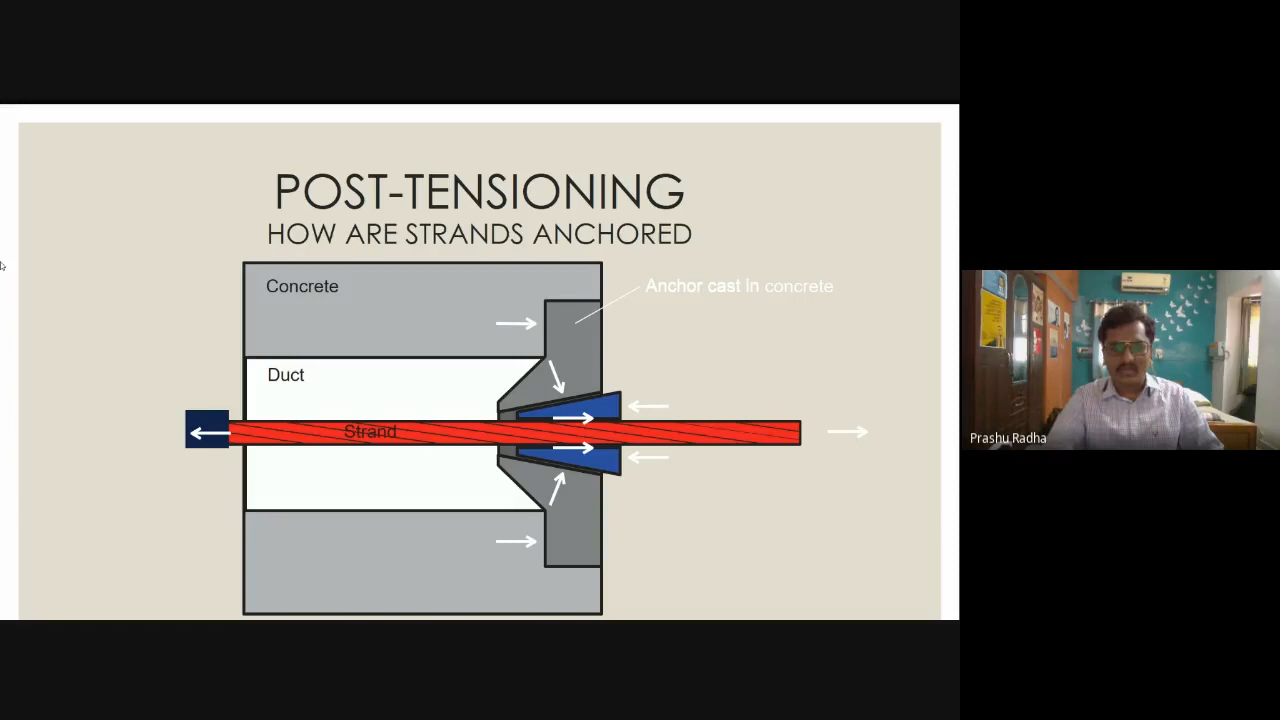 POST-TENSIONING
HOW ARE STRANDS ANCHORED
Concrete
Anchor cast in concrete
Duct
Strand
Prashu Radha